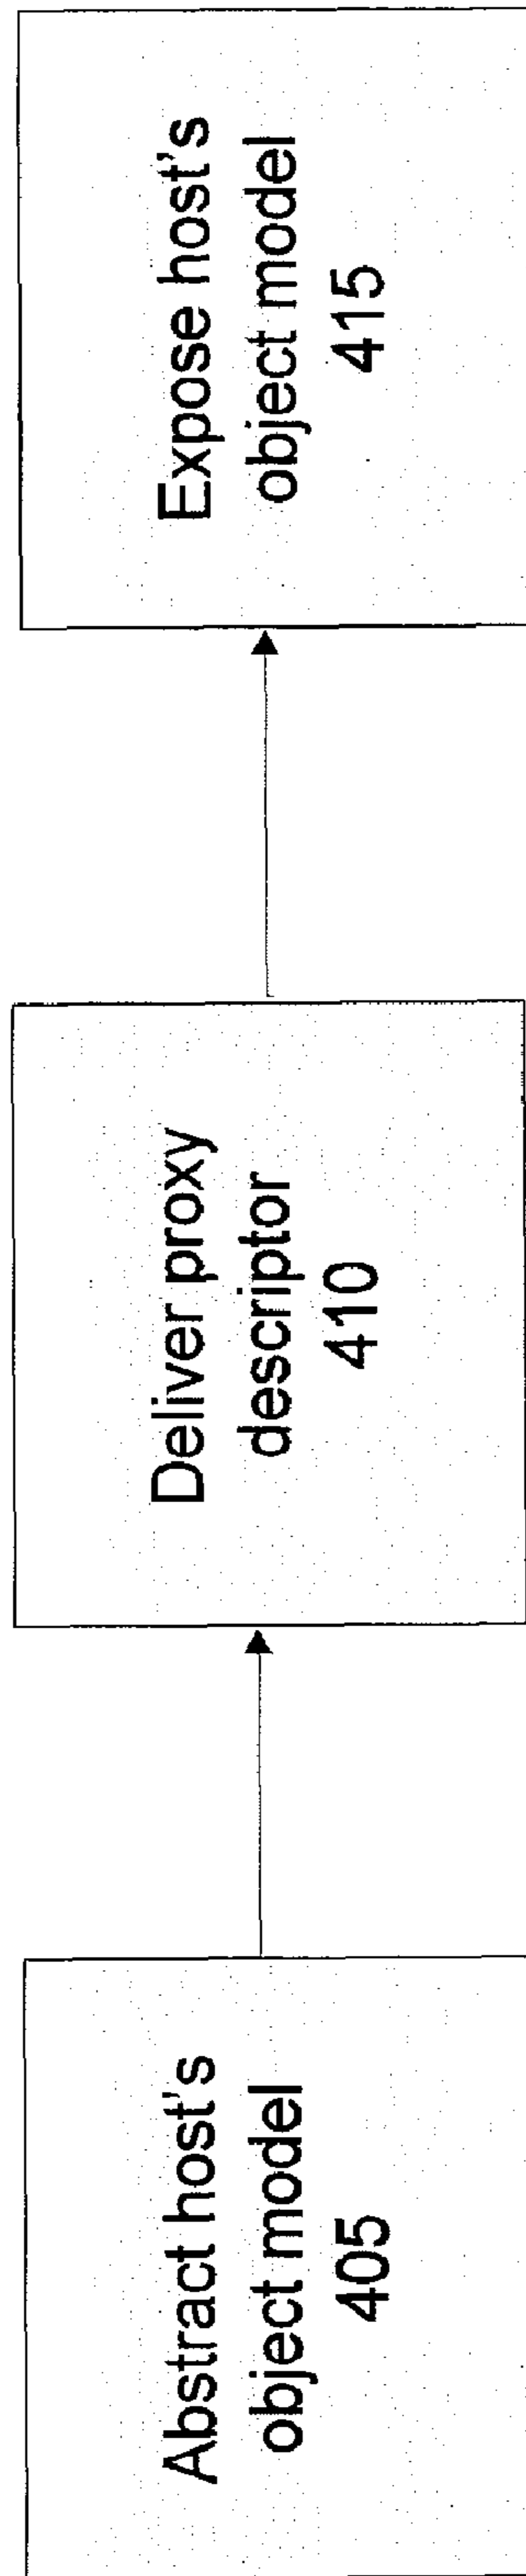 Abstract host's
object model
405
Deliver proxy
descriptor
410
Expose host's
object model
415